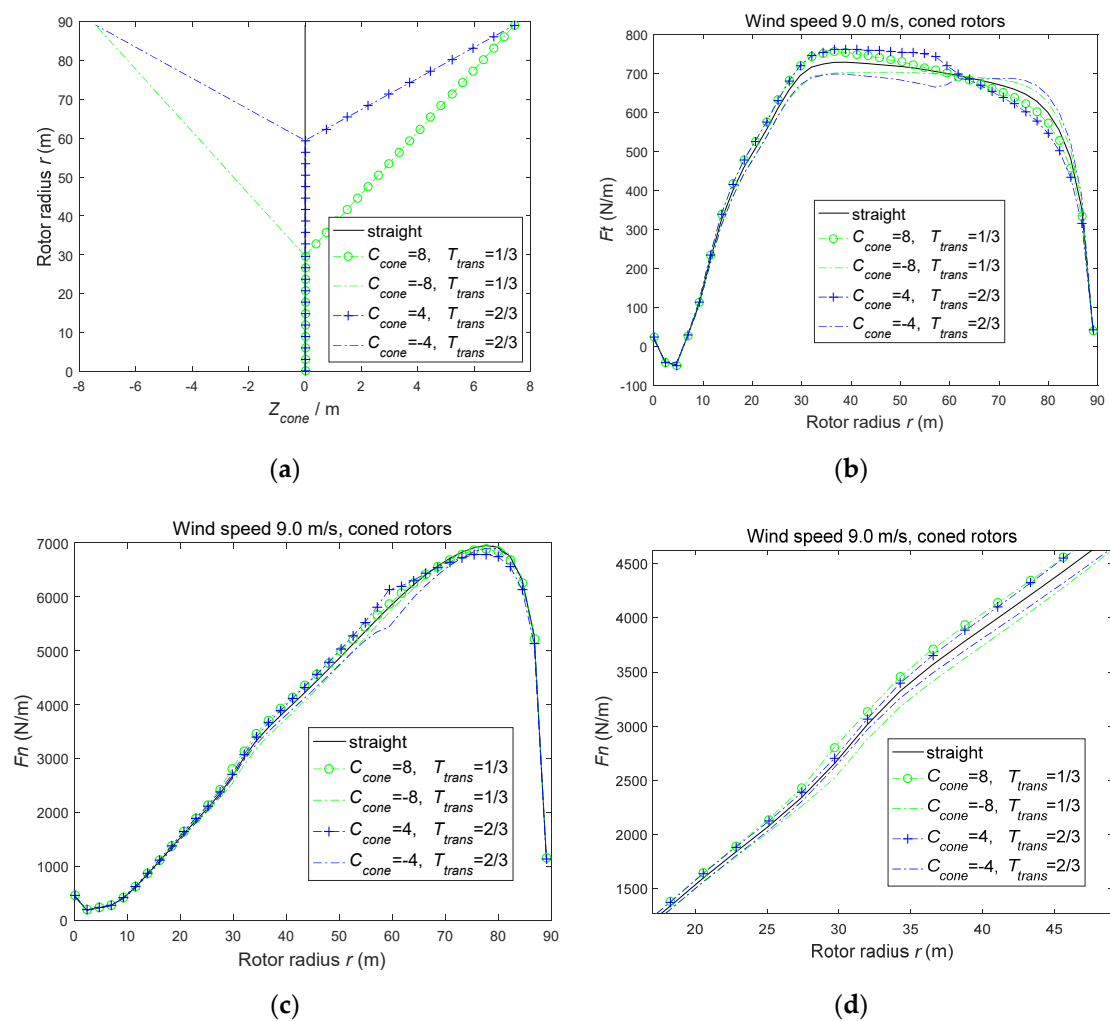 90
80
70
60
50
40
30
20
10
0
Rotor radius r (m)
straight
C_cone=8, T_trans=1/3
C_cone=-8, T_trans=1/3
C_cone=4, T_trans=2/3
C_cone=-4, T_trans=2/3
-8 -6 -4 -2 0 2 4 6 8
Z_cone / m
(a)
Wind speed 9.0 m/s, coned rotors
800
700
600
500
400
300
200
100
0
-100
Ft (N/m)
straight
C_cone=8, T_trans=1/3
C_cone=-8, T_trans=1/3
C_cone=4, T_trans=2/3
C_cone=-4, T_trans=2/3
0 10 20 30 40 50 60 70 80 90
Rotor radius r (m)
(b)
Wind speed 9.0 m/s, coned rotors
7000
6000
5000
4000
3000
2000
1000
0
Fn (N/m)
straight
C_cone=8, T_trans=1/3
C_cone=-8, T_trans=1/3
C_cone=4, T_trans=2/3
C_cone=-4, T_trans=2/3
0 10 20 30 40 50 60 70 80 90
Rotor radius r (m)
(c)
Wind speed 9.0 m/s, coned rotors
4500
4000
3500
3000
2500
2000
1500
Fn (N/m)
straight
C_cone=8, T_trans=1/3
C_cone=-8, T_trans=1/3
C_cone=4, T_trans=2/3
C_cone=-4, T_trans=2/3
20 25 30 35 40 45
Rotor radius r (m)
(d)